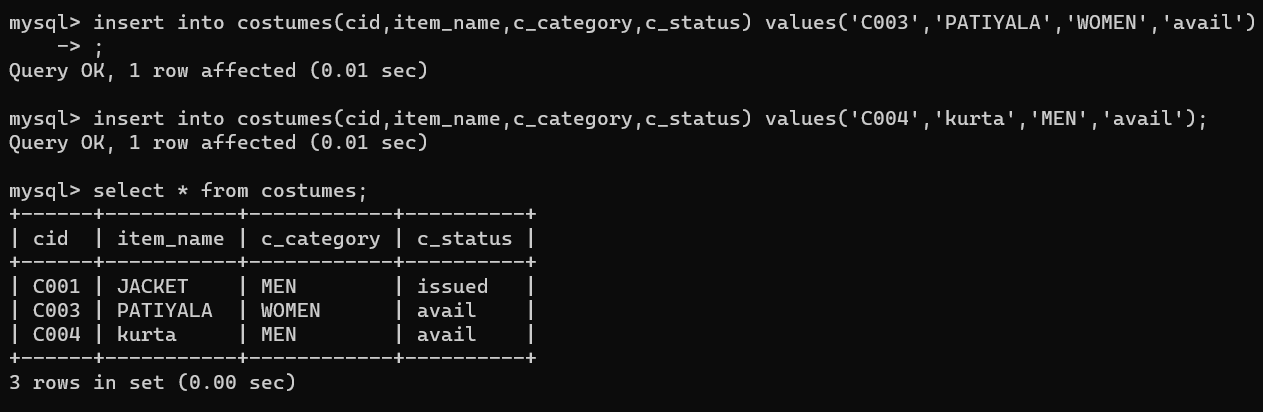 mysql> insert into costumes(cid,item_name,c_category,c_status) values('C003','PATIYALA','WOMEN','avail')
    -> ;
Query OK, 1 row affected (0.01 sec)

mysql> insert into costumes(cid,item_name,c_category,c_status) values('C004','kurta','MEN','avail');
Query OK, 1 row affected (0.01 sec)

mysql> select * from costumes;
+------+-----------+------------+----------+
| cid  | item_name | c_category | c_status |
+------+-----------+------------+----------+
| C001 | JACKET    | MEN        | issued   |
| C003 | PATIYALA  | WOMEN      | avail    |
| C004 | kurta     | MEN        | avail    |
+------+-----------+------------+----------+
3 rows in set (0.00 sec)